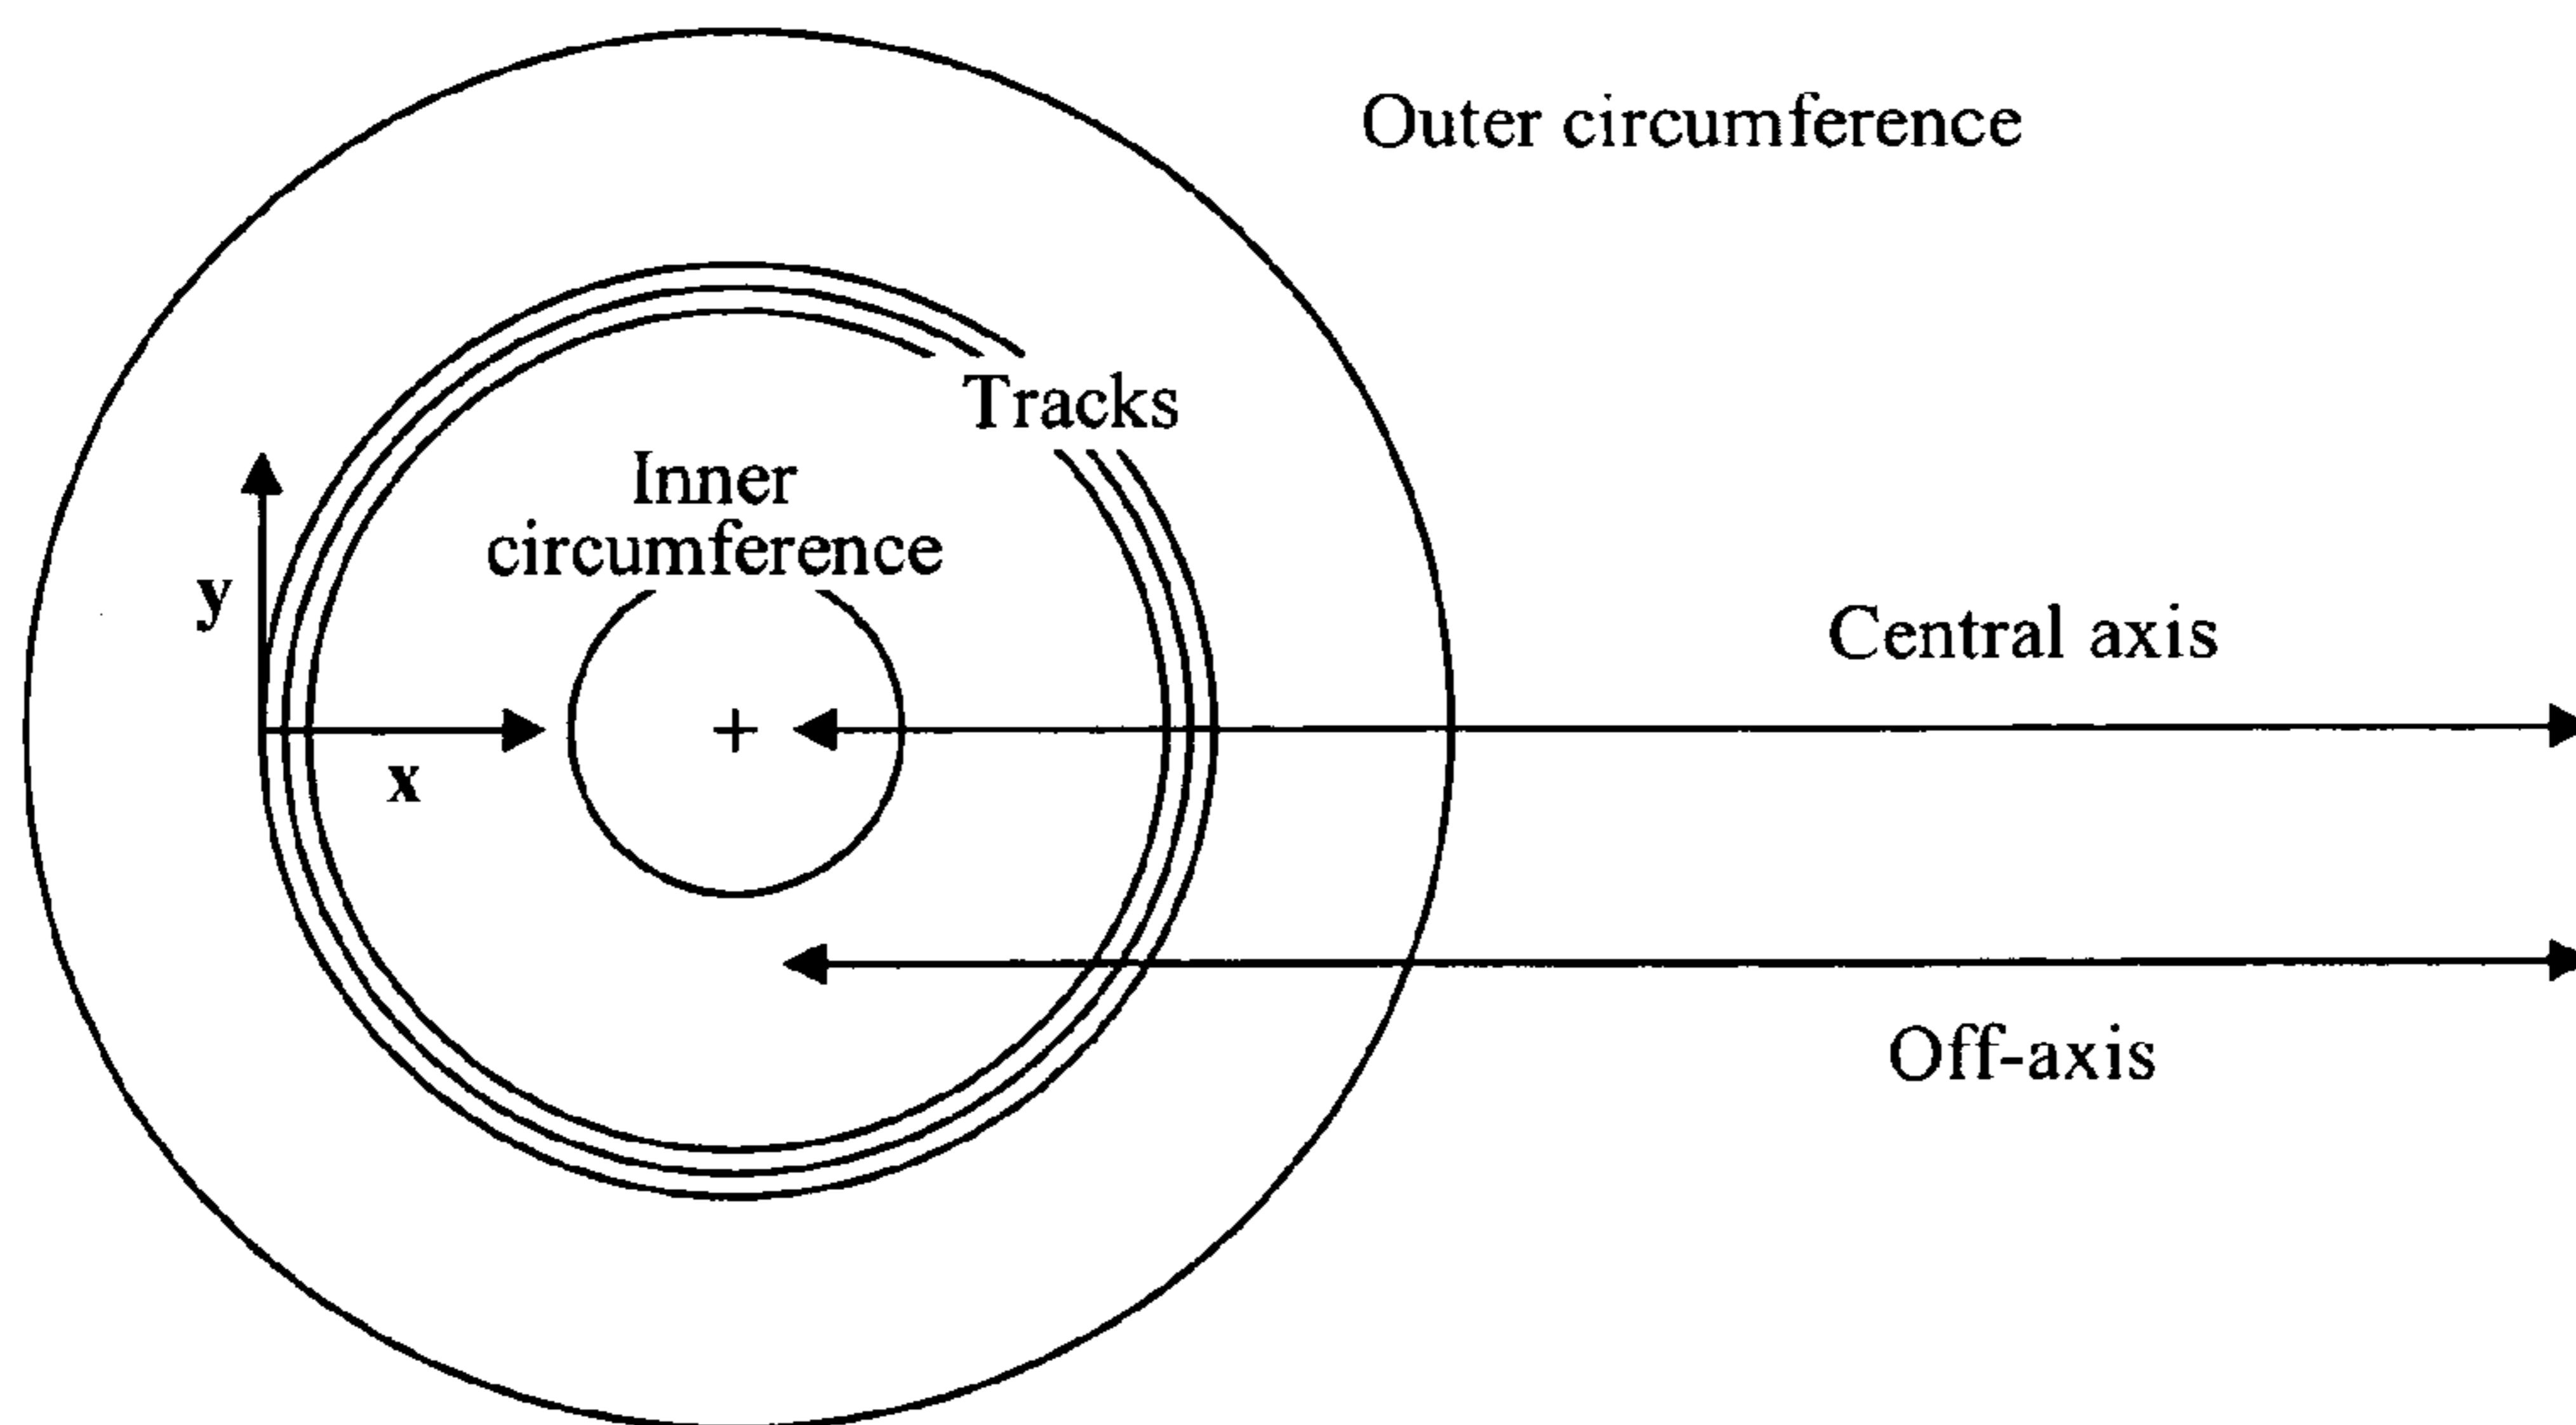 Outer circumference
Tracks
Inner
circumference
y
x
Central axis
Off-axis